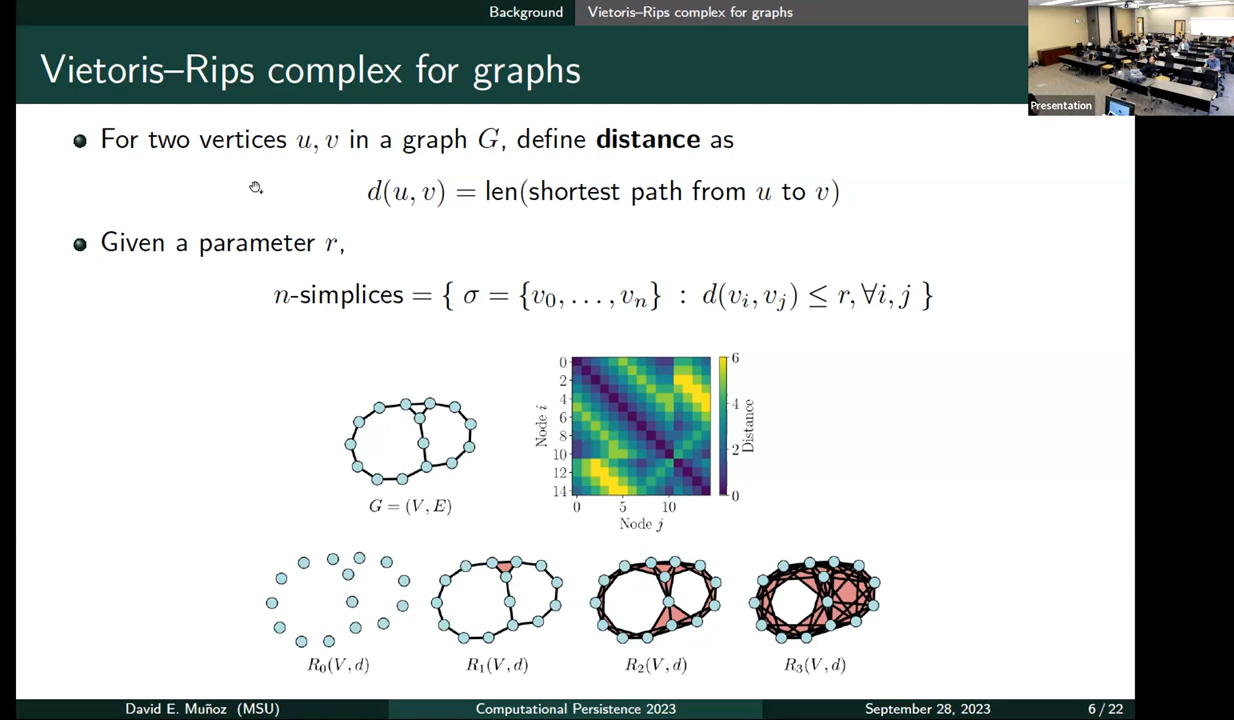 Background Vietoris–Rips complex for graphs
Vietoris–Rips complex for graphs
Presentation
For two vertices u, v in a graph G, define distance as
d(u, v) = len(shortest path from u to v)
Given a parameter r,
n-simplices = { σ = {v₀, . . . , vₙ} : d(vᵢ, vⱼ) ≤ r, ∀i, j }
G = (V, E)
0
2
4
6
8
10
12
14
Node i
0 5 10
Node j
6
4
2
0
Distance
R₀(V, d) R₁(V, d) R₂(V, d) R₃(V, d)
David E. Muñoz (MSU) Computational Persistence 2023 September 28, 2023 6 / 22